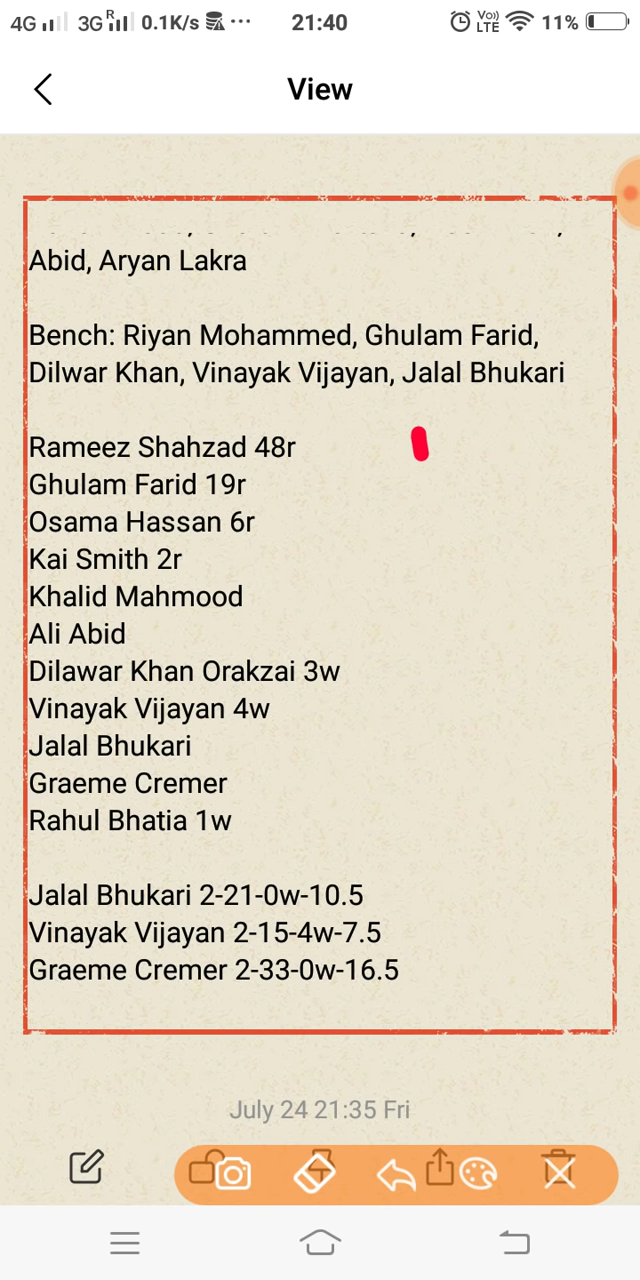 4G 3G R 0.1K/s ... 21:40 Vo)) LTE 11%
View
Abid, Aryan Lakra
Bench: Riyan Mohammed, Ghulam Farid,
Dilwar Khan, Vinayak Vijayan, Jalal Bhukari
Rameez Shahzad 48r
Ghulam Farid 19r
Osama Hassan 6r
Kai Smith 2r
Khalid Mahmood
Ali Abid
Dilawar Khan Orakzai 3w
Vinayak Vijayan 4w
Jalal Bhukari
Graeme Cremer
Rahul Bhatia 1w
Jalal Bhukari 2-21-0w-10.5
Vinayak Vijayan 2-15-4w-7.5
Graeme Cremer 2-33-0w-16.5
July 24 21:35 Fri